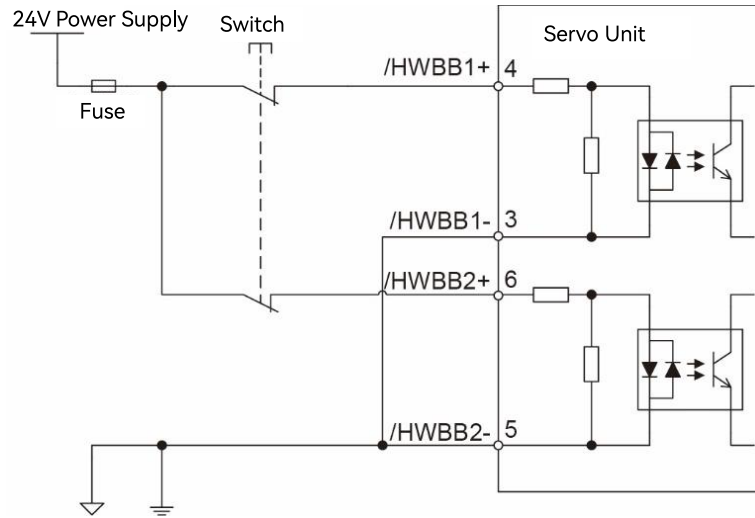 24V Power Supply
Switch
Servo Unit
/HWBB1+ 4
Fuse
/HWBB1- 3
/HWBB2+ 6
/HWBB2- 5